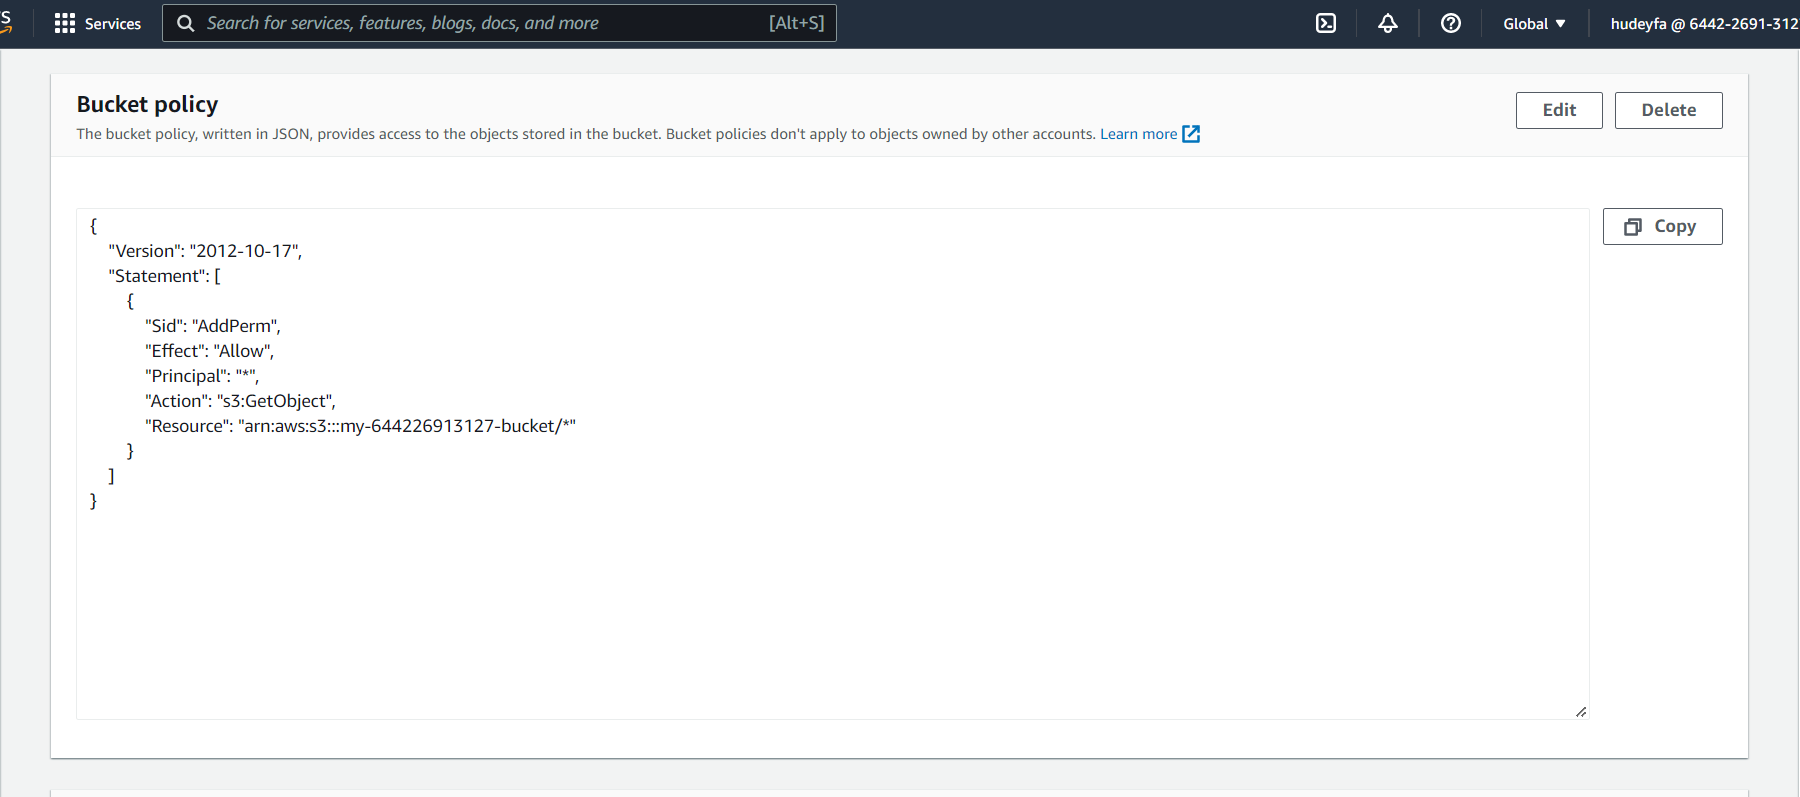 Services
Search for services, features, blogs, docs, and more [Alt+S]
Global
hudeyfa @ 6442-2691-312
Bucket policy
The bucket policy, written in JSON, provides access to the objects stored in the bucket. Bucket policies don't apply to objects owned by other accounts. Learn more
Edit
Delete
{
"Version": "2012-10-17",
"Statement": [
{
"Sid": "AddPerm",
"Effect": "Allow",
"Principal": "*",
"Action": "s3:GetObject",
"Resource": "arn:aws:s3:::my-644226913127-bucket/*"
}
]
}
Copy